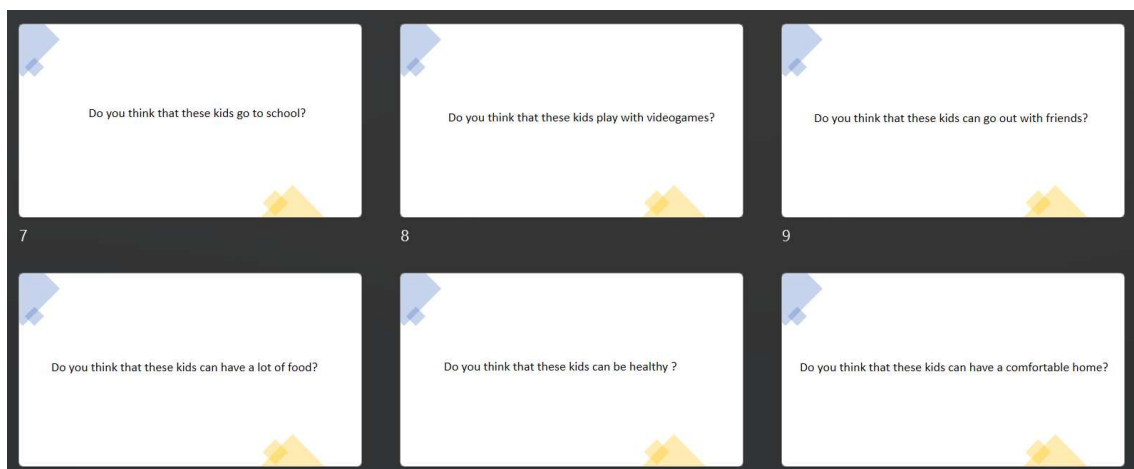 Do you think that these kids go to school?
Do you think that these kids play with videogames?
Do you think that these kids can go out with friends?
7
8
9
Do you think that these kids can have a lot of food?
Do you think that these kids can be healthy ?
Do you think that these kids can have a comfortable home?